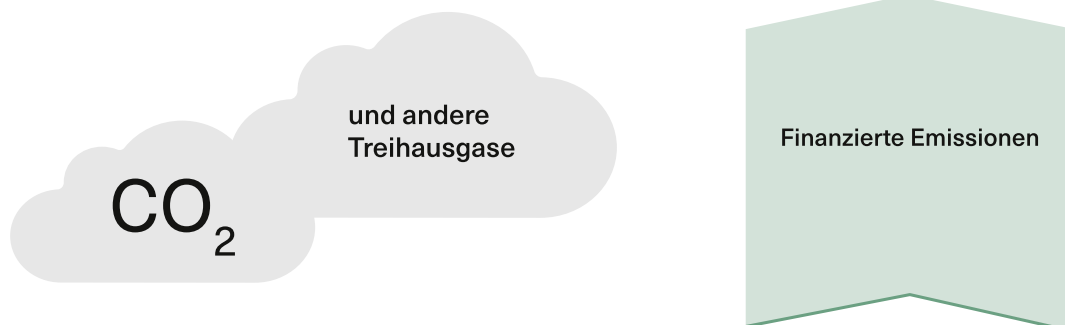 und andere
Treihausgase
CO₂
Finanzierte Emissionen